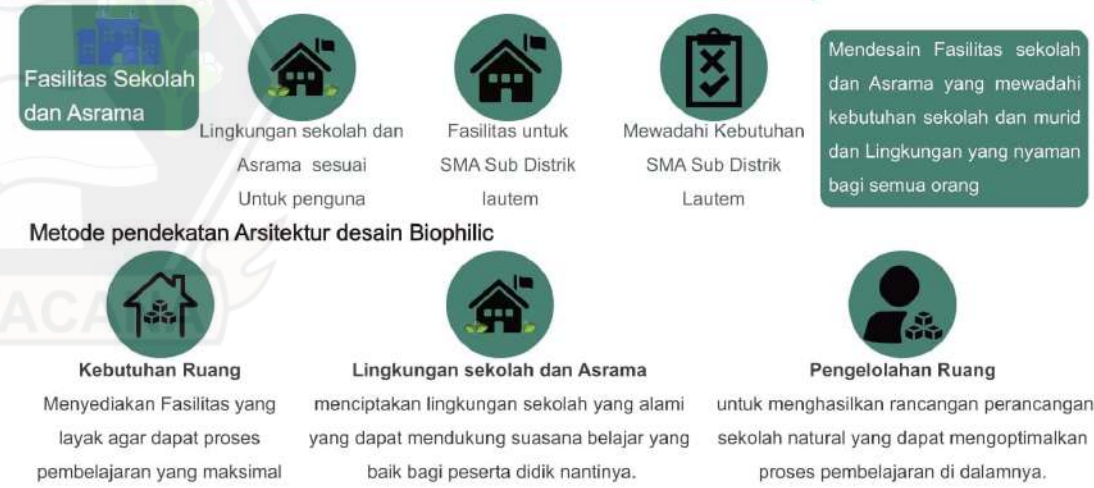 Fasilitas Sekolah
dan Asrama
Lingkungan sekolah dan
Asrama sesuai
Untuk penguna
Fasilitas untuk
SMA Sub Distrik
lautem
Mewadahi Kebutuhan
SMA Sub Distrik
Lautem
Mendesain Fasilitas sekolah
dan Asrama yang mewadahi
kebutuhan sekolah dan murid
dan Lingkungan yang nyaman
bagi semua orang
Metode pendekatan Arsitektur desain Biophilic
Kebutuhan Ruang
Menyediakan Fasilitas yang
layak agar dapat proses
pembelajaran yang maksimal
Lingkungan sekolah dan Asrama
menciptakan lingkungan sekolah yang alami
yang dapat mendukung suasana belajar yang
baik bagi peserta didik nantinya.
Pengelolahan Ruang
untuk menghasilkan rancangan perancangan
sekolah natural yang dapat mengoptimalkan
proses pembelajaran di dalamnya.